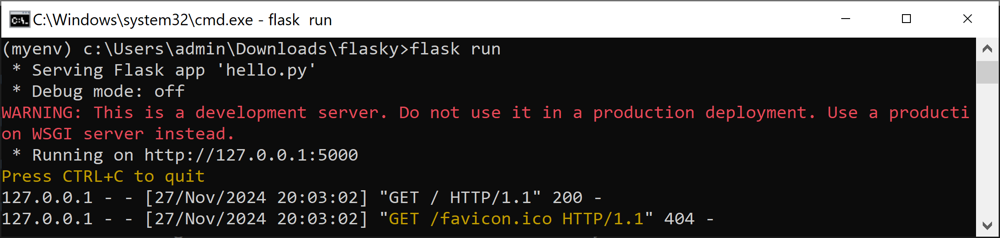 C:\Windows\system32\cmd.exe - flask  run
(myenv) c:\Users\admin\Downloads\flasky>flask run
 * Serving Flask app 'hello.py'
 * Debug mode: off
WARNING: This is a development server. Do not use it in a production deployment. Use a producti
on WSGI server instead.
 * Running on http://127.0.0.1:5000
Press CTRL+C to quit
127.0.0.1 - - [27/Nov/2024 20:03:02] "GET / HTTP/1.1" 200 -
127.0.0.1 - - [27/Nov/2024 20:03:02] "GET /favicon.ico HTTP/1.1" 404 -